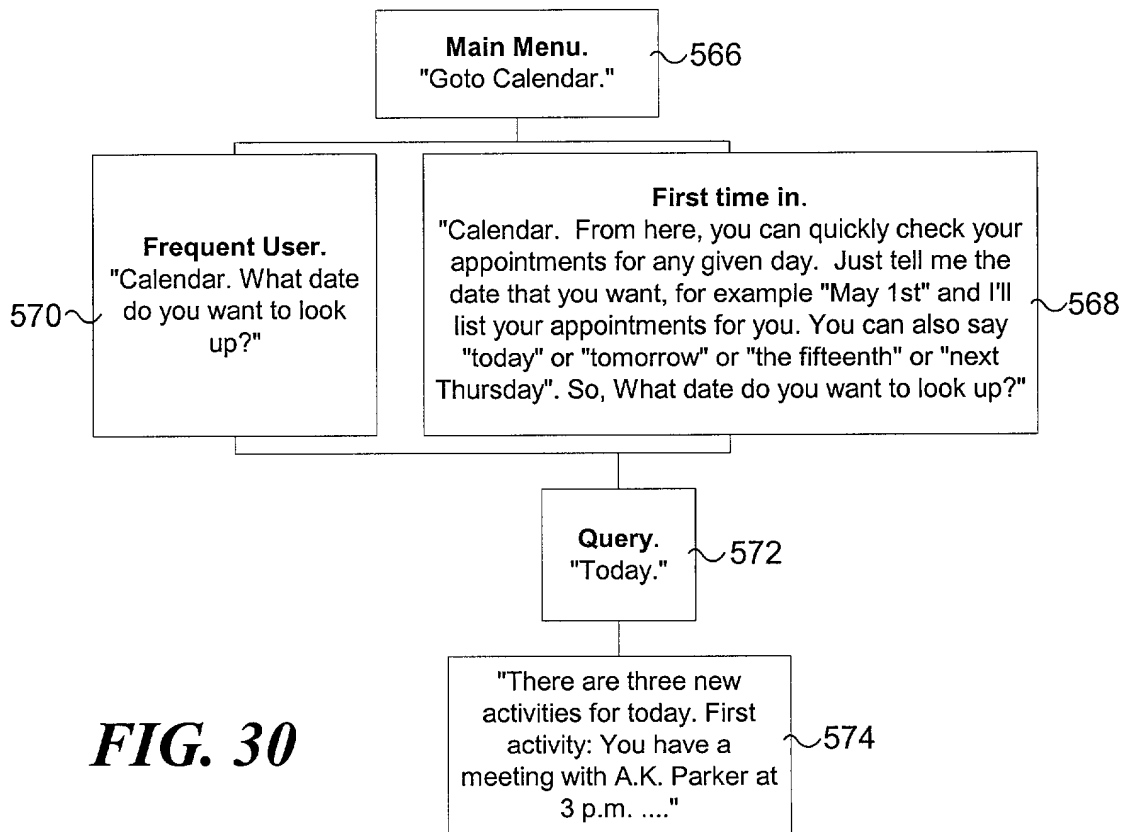 Main Menu.
"Goto Calendar."
566
Frequent User.
"Calendar. What date
do you want to look
up?"
570
First time in.
"Calendar.  From here, you can quickly check your
appointments for any given day.  Just tell me the
date that you want, for example "May 1st" and I'll
list your appointments for you. You can also say
"today" or "tomorrow" or "the fifteenth" or "next
Thursday". So, What date do you want to look up?"
568
Query.
"Today."
572
"There are three new
activities for today. First
activity: You have a
meeting with A.K. Parker at
3 p.m. ...."
574
FIG. 30